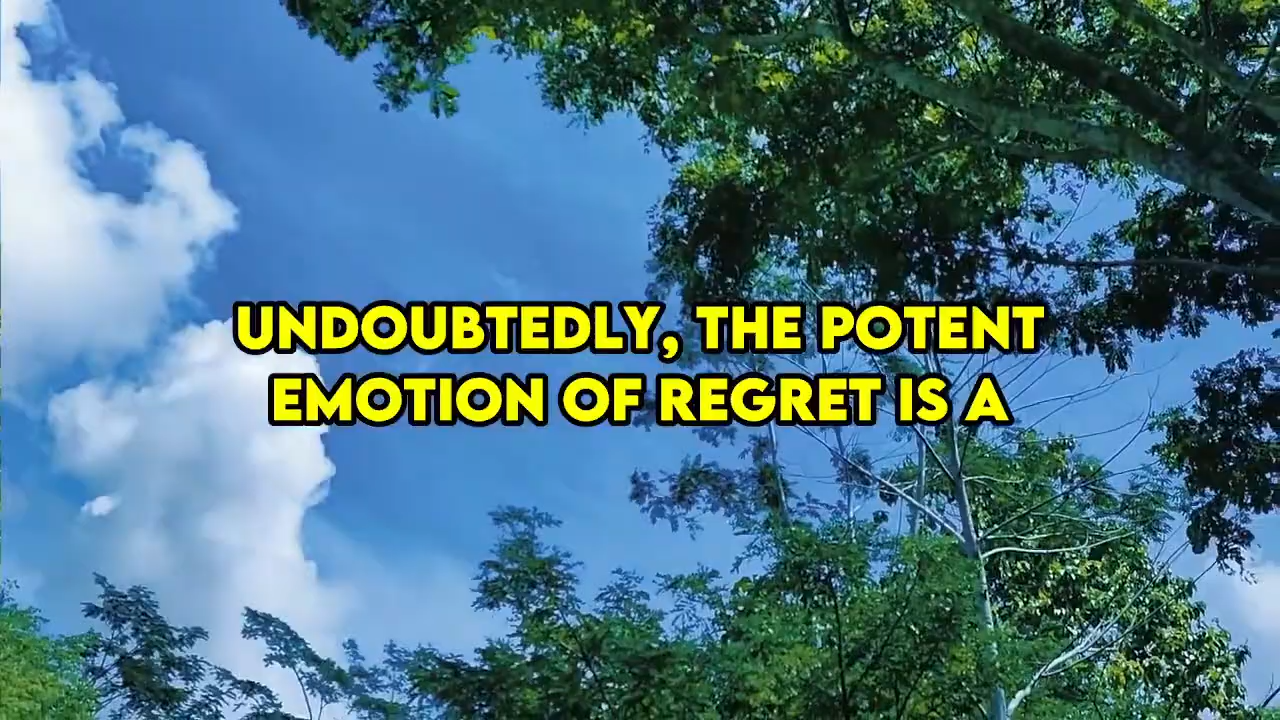 UNDOUBTEDLY, THE POTENT
EMOTION OF REGRET IS A